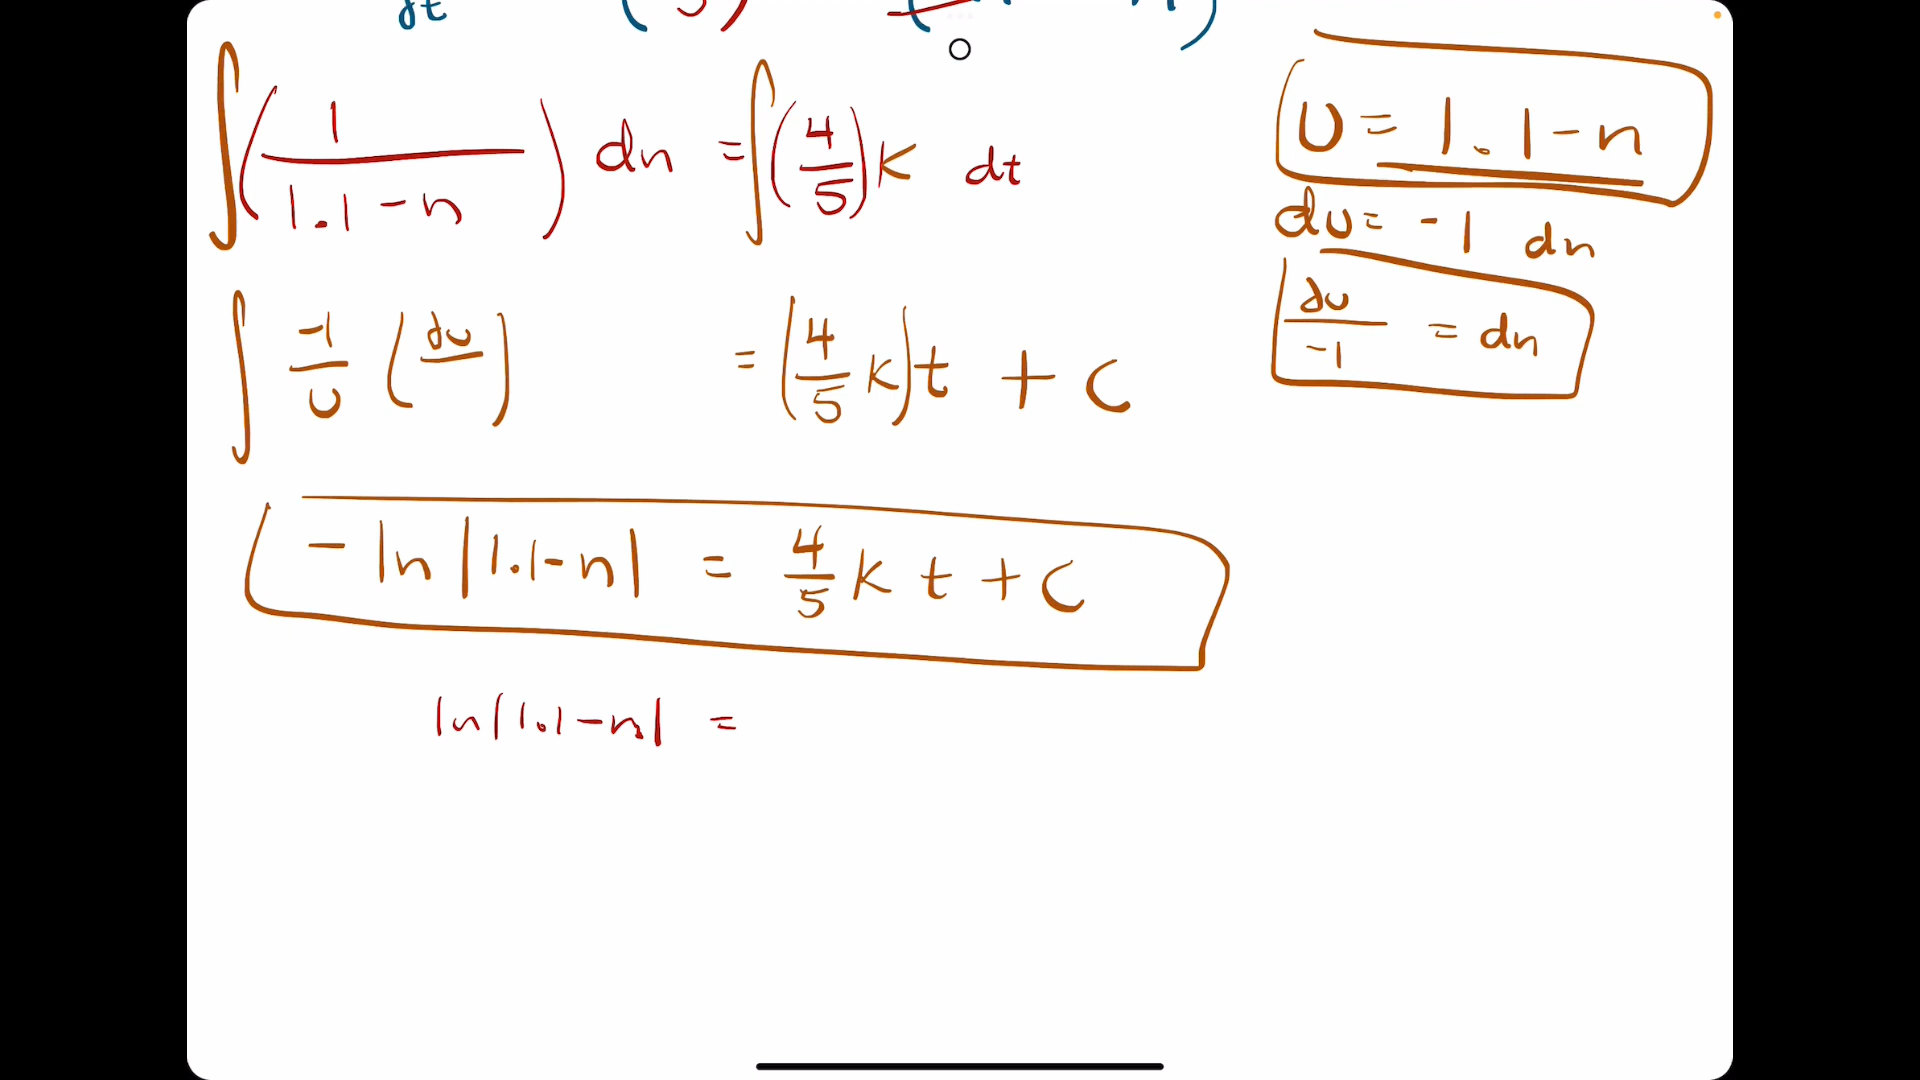 dt
∫ (1/(1.1-n)) dn = ∫ (4/5) k dt
∫ -1/u (du) = (4/5 k) t + c
- ln |1.1-n| = 4/5 k t + c
ln |1.1-n| =
u = 1.1-n
du = -1 dn
du/-1 = dn